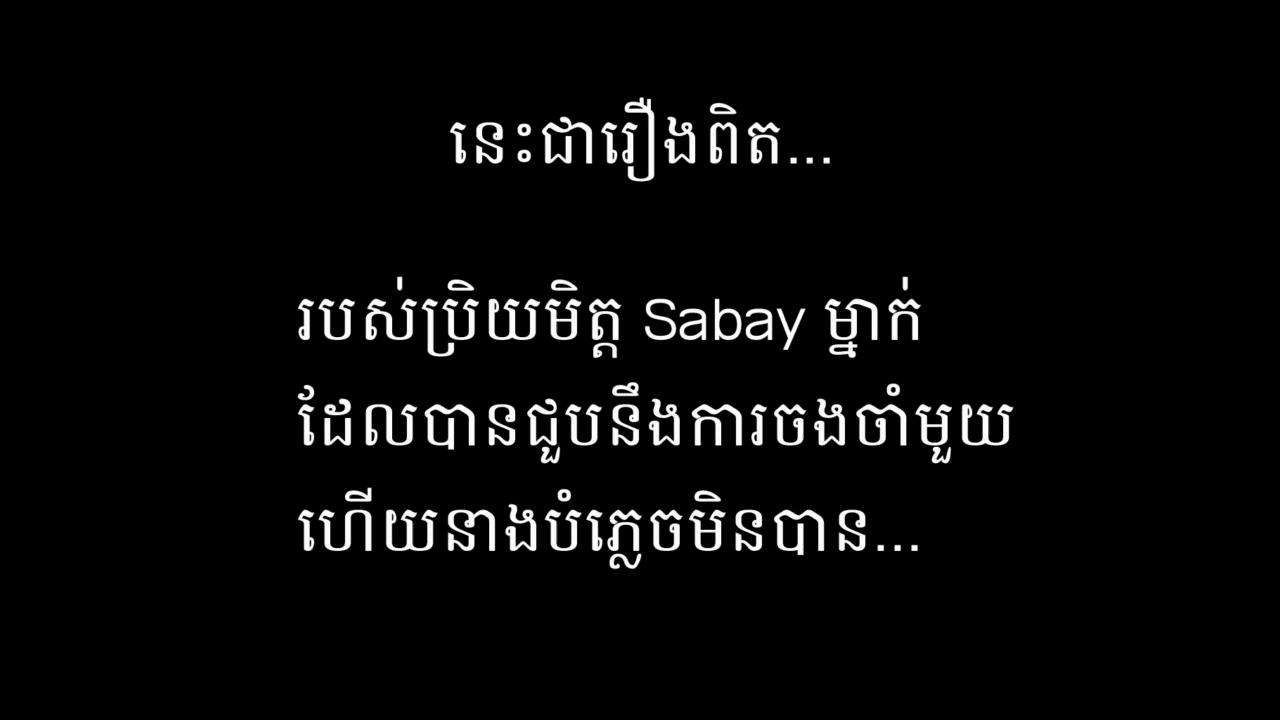 នេះជារឿងពិត...
របស់ប្រិយមិត្ត Sabay ម្នាក់
ដែលបានជួបនឹងការចងចាំមួយ
ហើយនាងបំភ្លេចមិនបាន...